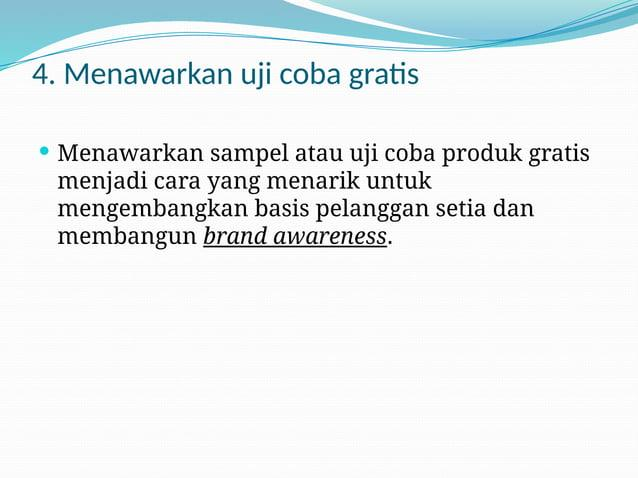 4. Menawarkan uji coba gratis
• Menawarkan sampel atau uji coba produk gratis
menjadi cara yang menarik untuk
mengembangkan basis pelanggan setia dan
membangun brand awareness.